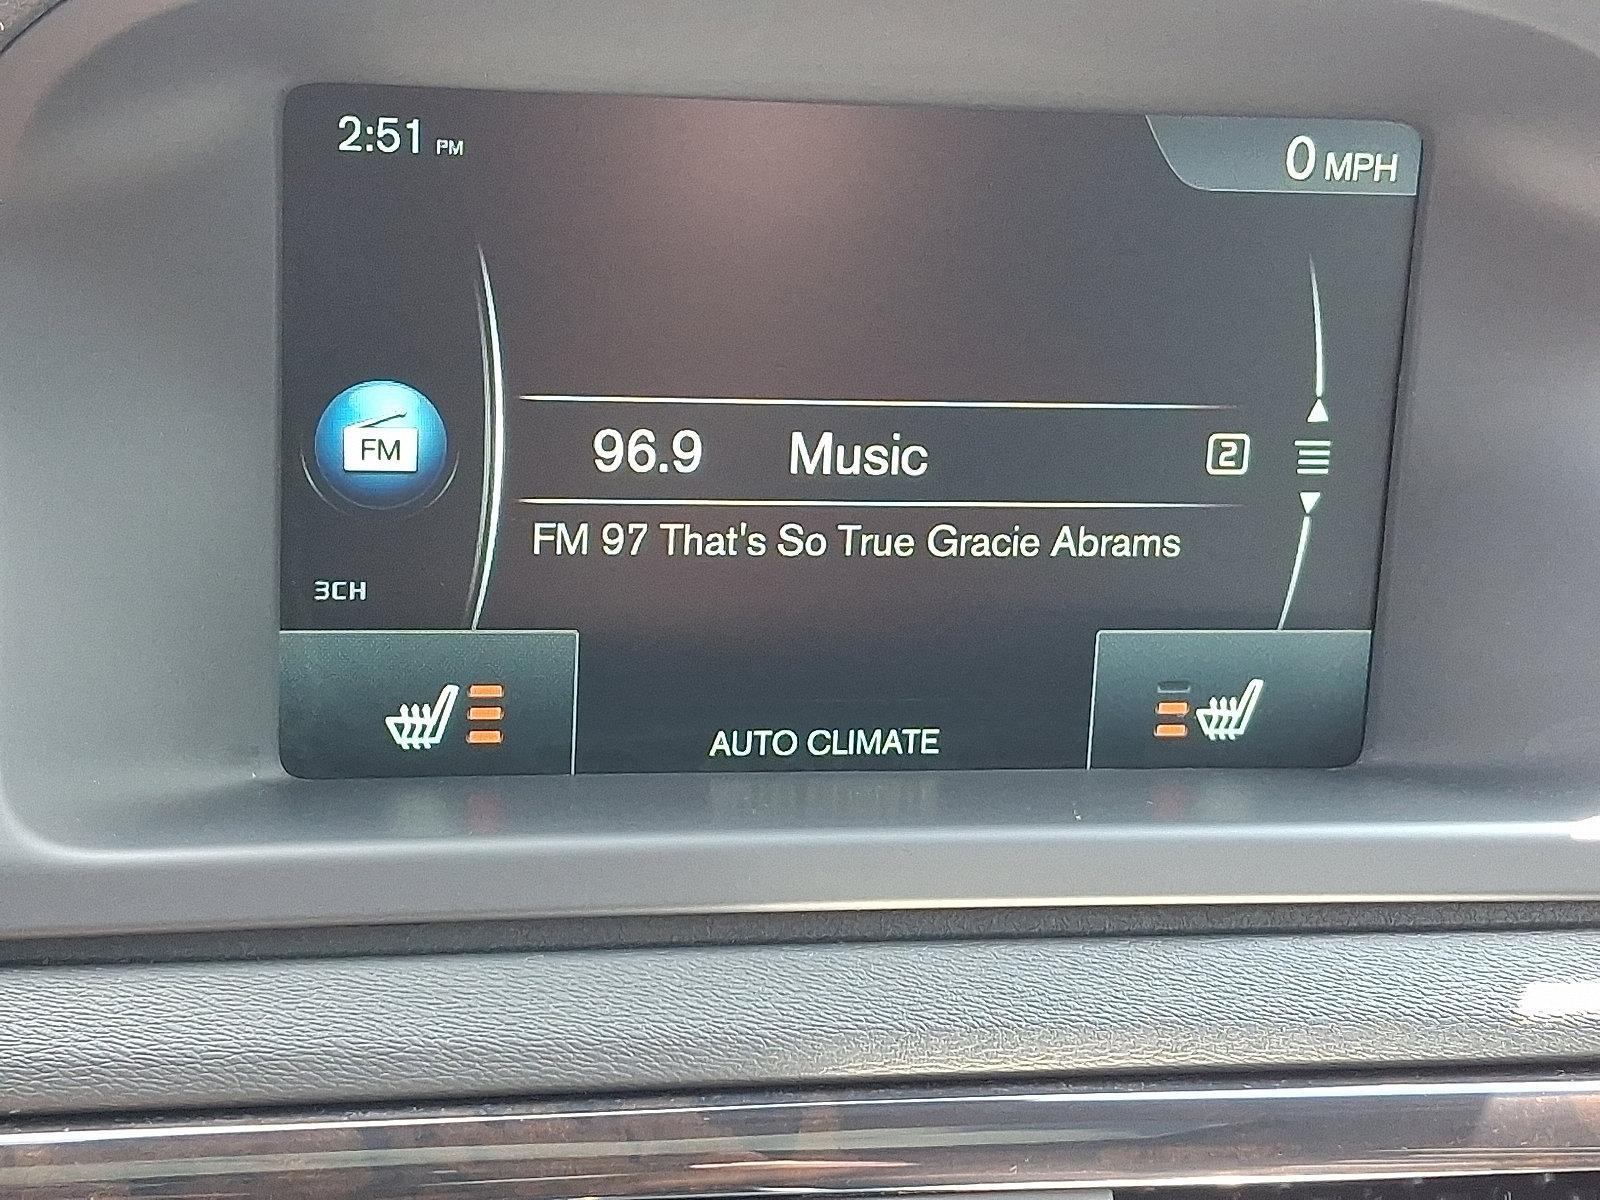 2:51 PM
0 MPH
FM
96.9 Music 2
FM 97 That's So True Gracie Abrams
3CH
AUTO CLIMATE